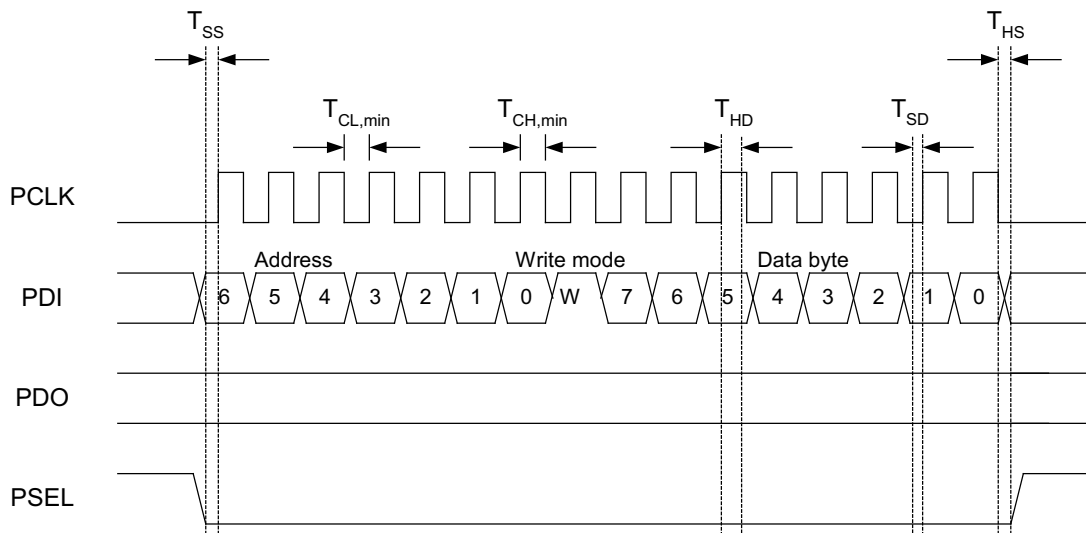 T_SS T_HS
T_CL,min T_CH,min T_HD T_SD
PCLK
Address Write mode Data byte
PDI 6 5 4 3 2 1 0 W 7 6 5 4 3 2 1 0
PDO
PSEL